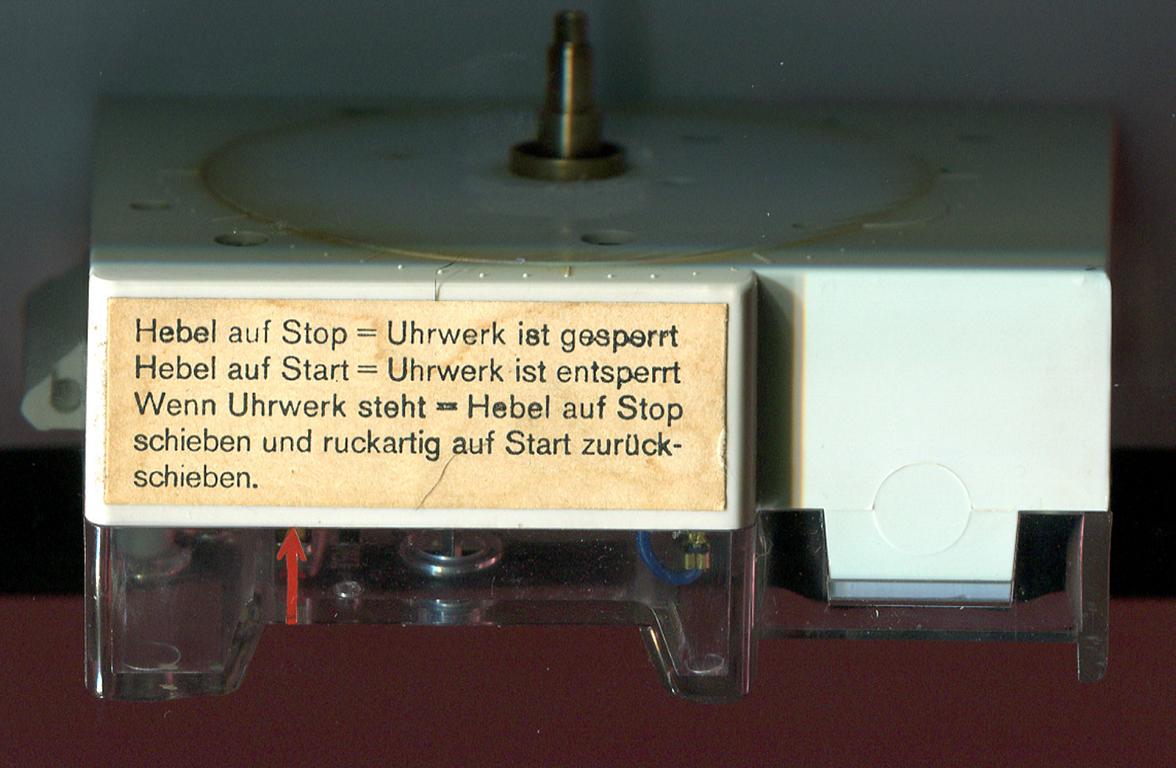 Hebel auf Stop = Uhrwerk ist gesperrt
Hebel auf Start = Uhrwerk ist entsperrt
Wenn Uhrwerk steht = Hebel auf Stop
schieben und ruckartig auf Start zurück-
schieben.